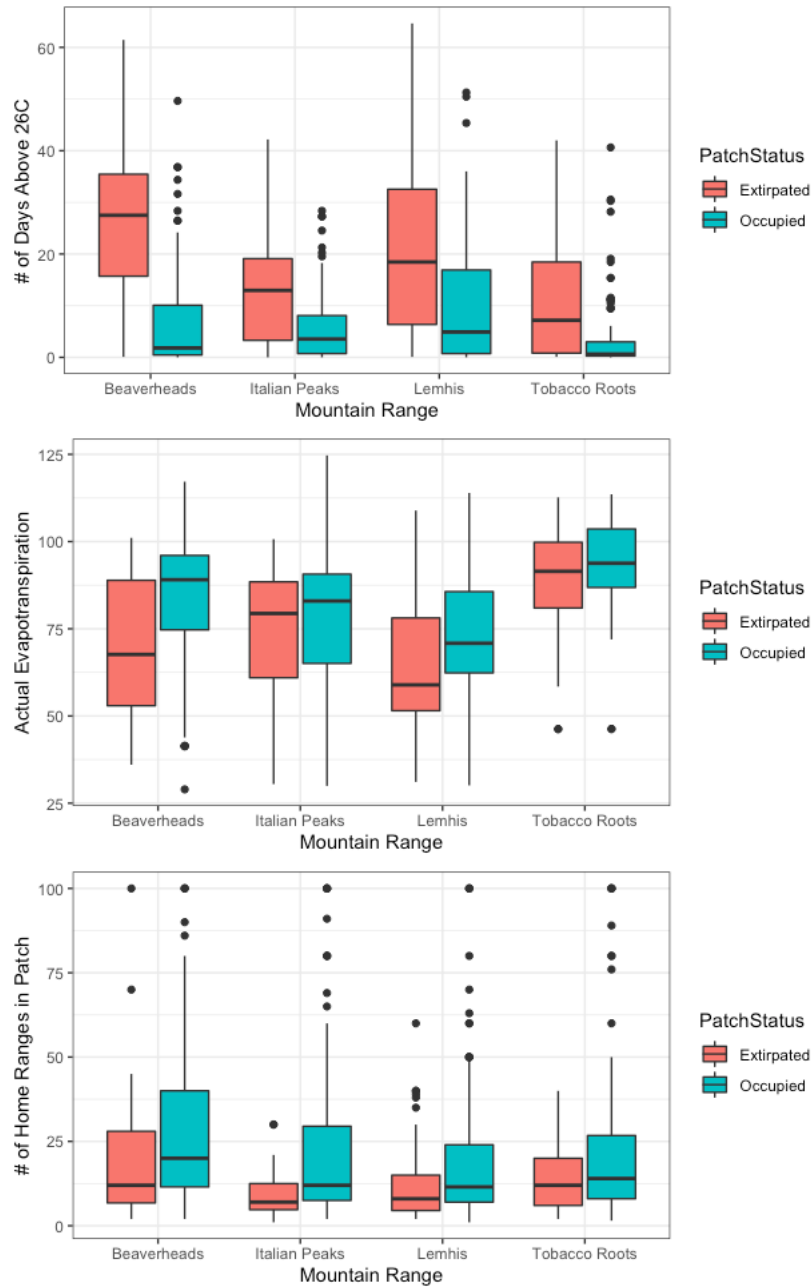 60
40
20
0
# of Days Above 26C
Beaverheads Italian Peaks Lemhis Tobacco Roots
Mountain Range
PatchStatus
Extirpated
Occupied
125
100
75
50
25
Actual Evapotranspiration
Beaverheads Italian Peaks Lemhis Tobacco Roots
Mountain Range
PatchStatus
Extirpated
Occupied
100
75
50
25
0
# of Home Ranges in Patch
Beaverheads Italian Peaks Lemhis Tobacco Roots
Mountain Range
PatchStatus
Extirpated
Occupied